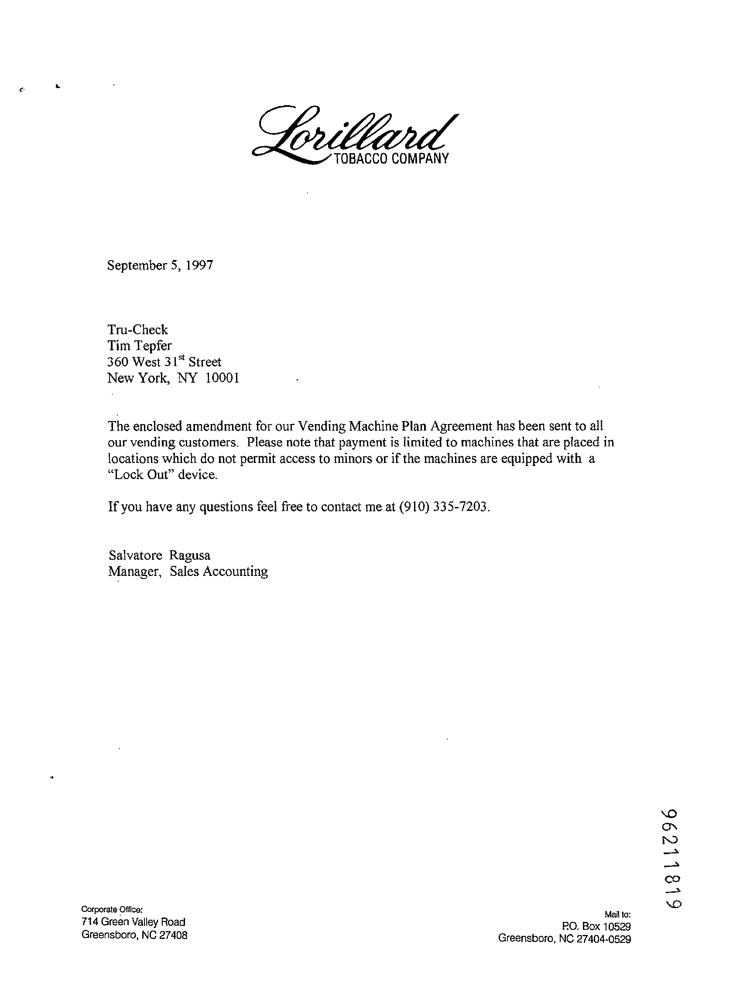 Lorillard
TOBACCO COMPANY
September 5, 1997
Tru-Check
Tim Tepfer
360 West 31st Street
New York, NY 10001
The enclosed amendment for our Vending Machine Plan Agreement has been sent to all
our vending customers. Please note that payment is limited to machines that are placed in
locations which do not permit access to minors or if the machines are equipped with a
“Lock Out” device.
If you have any questions feel free to contact me at (910) 335-7203.
Salvatore Ragusa
Manager, Sales Accounting
96211819
Corporate Office:
714 Green Valley Road
Greensboro, NC 27408
Mail to:
P.O. Box 10529
Greensboro, NC 27404-0529